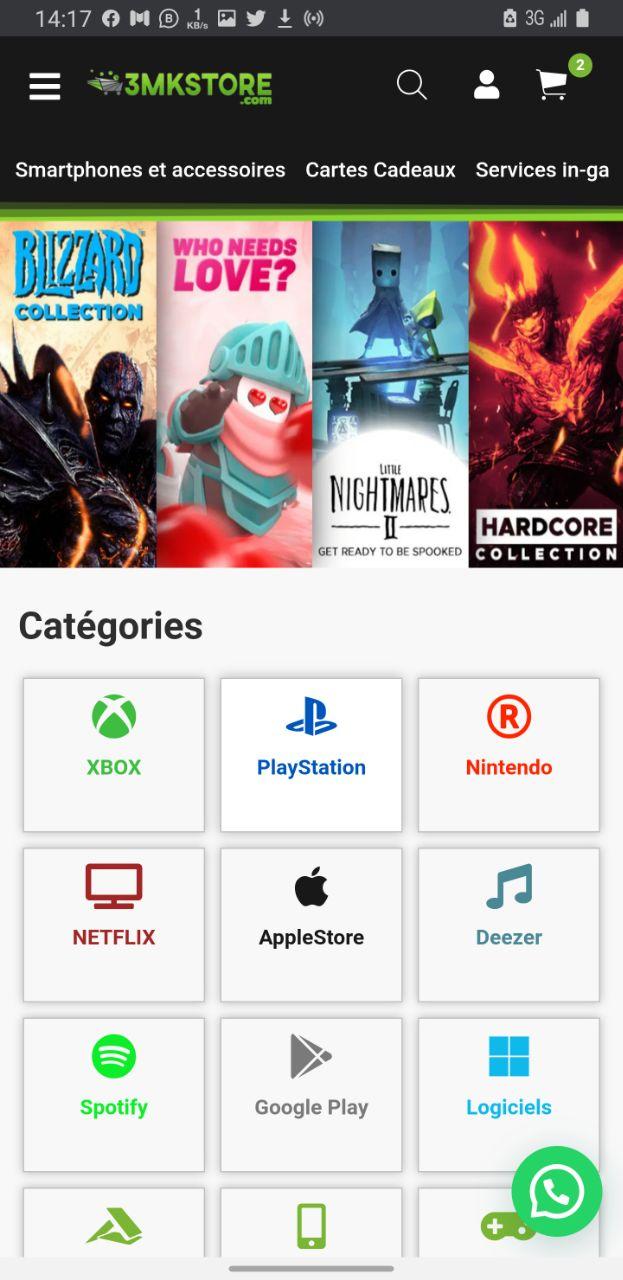 14:17
1
KB/s
3G
3MKSTORE
.com
2
Smartphones et accessoires Cartes Cadeaux Services in-ga
BLIZZARD
COLLECTION
WHO NEEDS
LOVE?
LITTLE
NIGHTMARES
II
GET READY TO BE SPOOKED
HARDCORE
COLLECTION
Catégories
XBOX
PlayStation
R
Nintendo
NETFLIX
AppleStore
Deezer
Spotify
Google Play
Logiciels